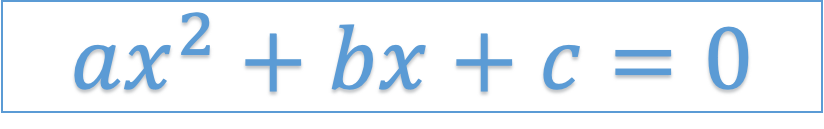 ax² + bx + c = 0